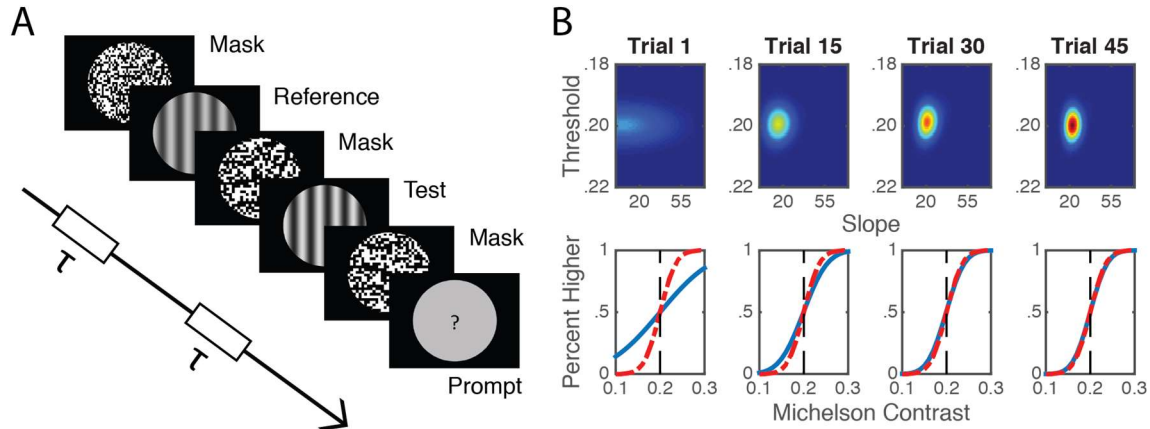 A
Mask
Reference
Mask
Test
Mask
?
Prompt
τ
τ
B
Trial 1 Trial 15 Trial 30 Trial 45
Threshold
.18 .18 .18 .18
.20 .20 .20 .20
.22 .22 .22 .22
20 55 20 55 20 55 20 55
Slope
Percent Higher
1 1 1 1
.5 .5 .5 .5
0 0 0 0
0.1 0.2 0.3 0.1 0.2 0.3 0.1 0.2 0.3 0.1 0.2 0.3
Michelson Contrast